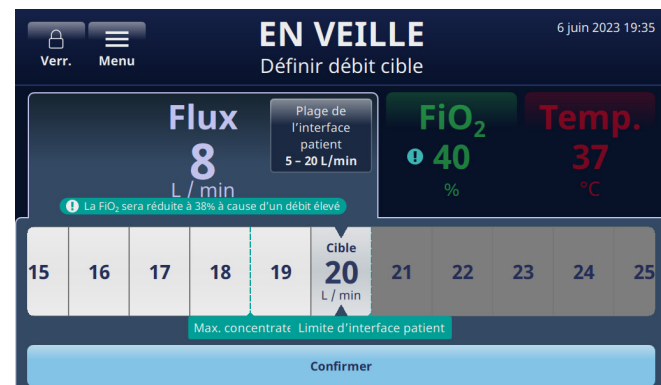 EN VEILLE
6 juin 2023 19:35
Verr. Menu
Définir débit cible
Flux
8
L / min
Plage de
l'interface
patient
5 – 20 L/min
La FiO₂ sera réduite à 38% à cause d'un débit élevé
FiO₂
40
%
Temp.
37
°C
Cible
15 16 17 18 19 20 21 22 23 24 25
L / min
Max. concentrate Limite d'interface patient
Confirmer